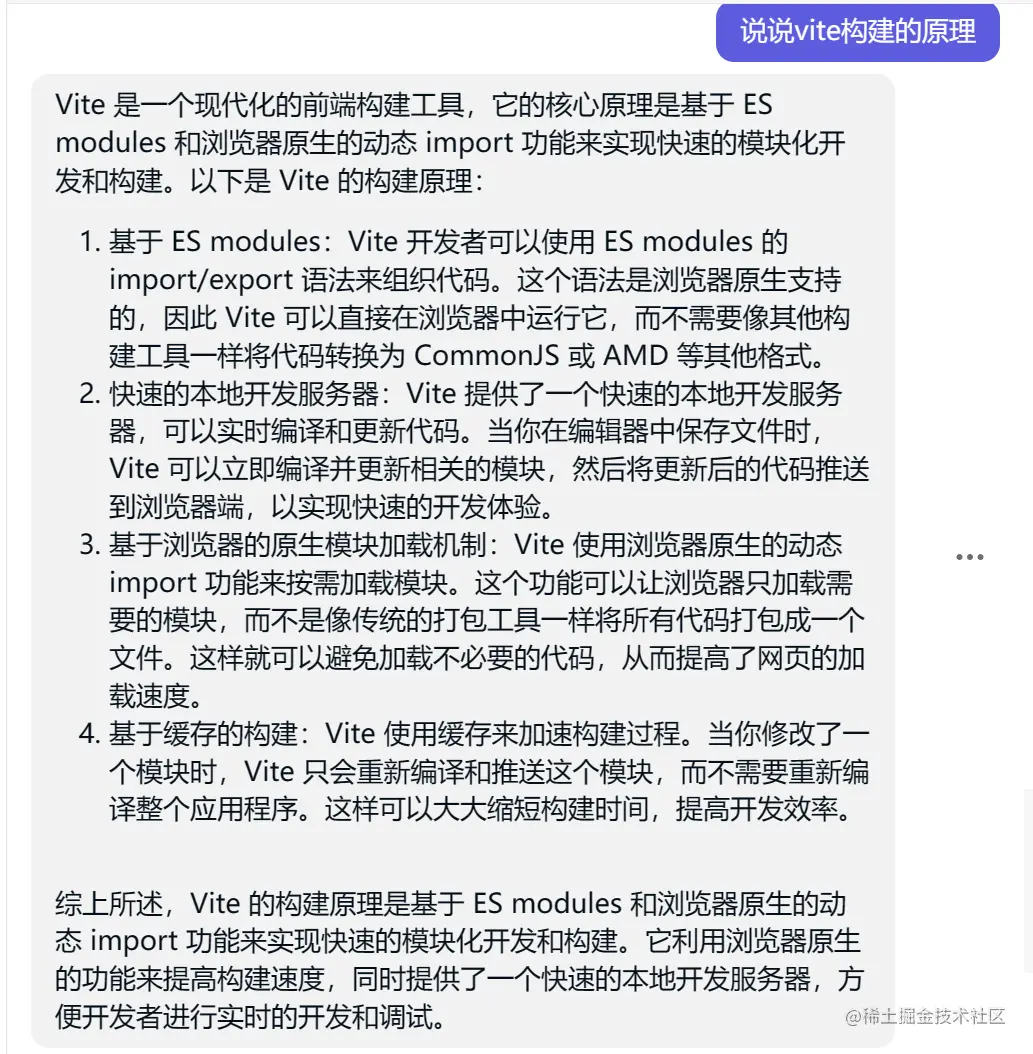 说说vite构建的原理
Vite 是一个现代化的前端构建工具，它的核心原理是基于 ES
modules 和浏览器原生的动态 import 功能来实现快速的模块化开
发和构建。以下是 Vite 的构建原理：
1. 基于 ES modules：Vite 开发者可以使用 ES modules 的
import/export 语法来组织代码。这个语法是浏览器原生支持
的，因此 Vite 可以直接在浏览器中运行它，而不需要像其他构
建工具一样将代码转换为 CommonJS 或 AMD 等其他格式。
2. 快速的本地开发服务器：Vite 提供了一个快速的本地开发服务
器，可以实时编译和更新代码。当你在编辑器中保存文件时，
Vite 可以立即编译并更新相关的模块，然后将更新后的代码推送
到浏览器端，以实现快速的开发体验。
3. 基于浏览器的原生模块加载机制：Vite 使用浏览器原生的动态
import 功能来按需加载模块。这个功能可以让浏览器只加载需
要的模块，而不是像传统的打包工具一样将所有代码打包成一个
文件。这样就可以避免加载不必要的代码，从而提高了网页的加
载速度。
4. 基于缓存的构建：Vite 使用缓存来加速构建过程。当你修改了一
个模块时，Vite 只会重新编译和推送这个模块，而不需要重新编
译整个应用程序。这样可以大大缩短构建时间，提高开发效率。
综上所述，Vite 的构建原理是基于 ES modules 和浏览器原生的动
态 import 功能来实现快速的模块化开发和构建。它利用浏览器原生
的功能来提高构建速度，同时提供了一个快速的本地开发服务器，方
便开发者进行实时的开发和调试。
@稀土掘金技术社区